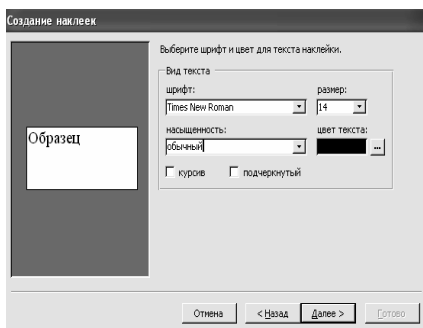 Создание наклеек
Выберите шрифт и цвет для текста наклейки.
Вид текста
шрифт: размер:
Times New Roman 14
насыщенность: цвет текста:
обычный ...
курсив подчеркнутый
Образец
Отмена < Назад Далее > Готово